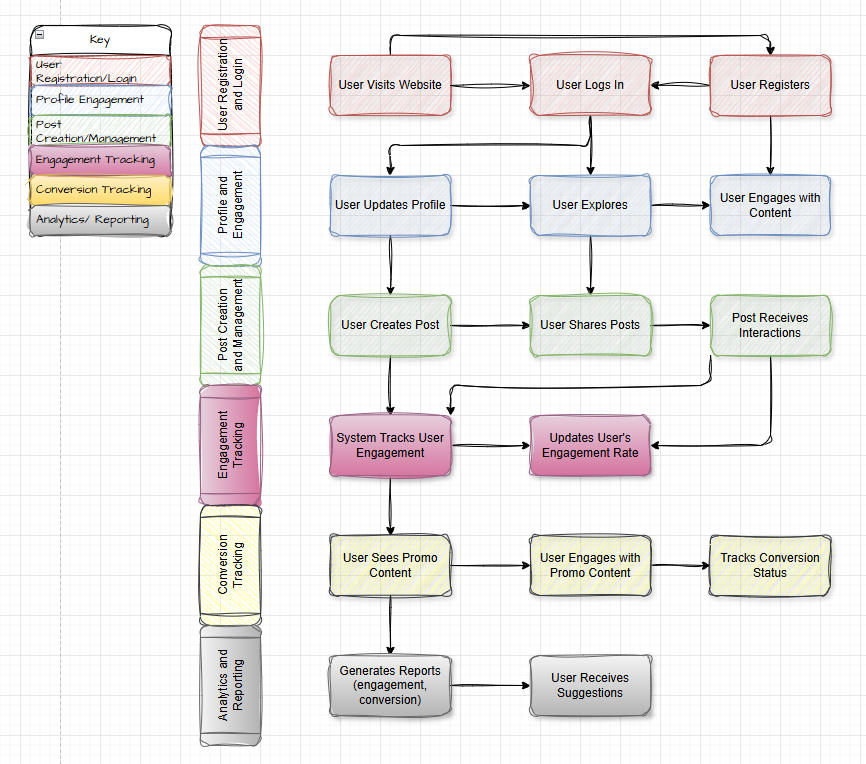 Key
User
Registration/Login
Profile Engagement
Post
Creation/Management
Engagement Tracking
Conversion Tracking
Analytics/ Reporting
User Registration
and Login
User Visits Website
User Logs In
User Registers
Profile and
Engagement
User Updates Profile
User Explores
User Engages with
Content
Post Creation
and Management
User Creates Post
User Shares Posts
Post Receives
Interactions
Engagement
Tracking
System Tracks User
Engagement
Updates User's
Engagement Rate
Conversion
Tracking
User Sees Promo
Content
User Engages with
Promo Content
Tracks Conversion
Status
Analytics and
Reporting
Generates Reports
(engagement,
conversion)
User Receives
Suggestions